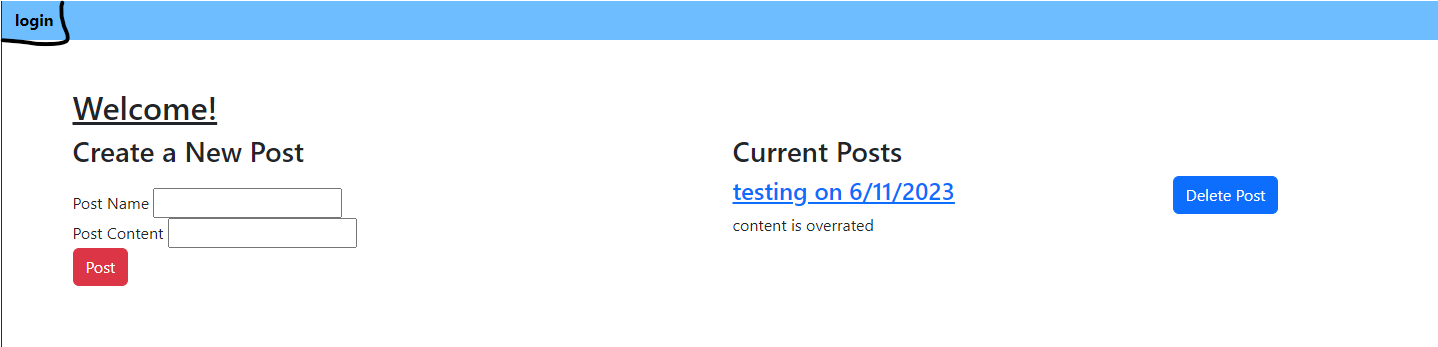 login
Welcome!
Create a New Post
Post Name
Post Content
Post
Current Posts
testing on 6/11/2023
Delete Post
content is overrated